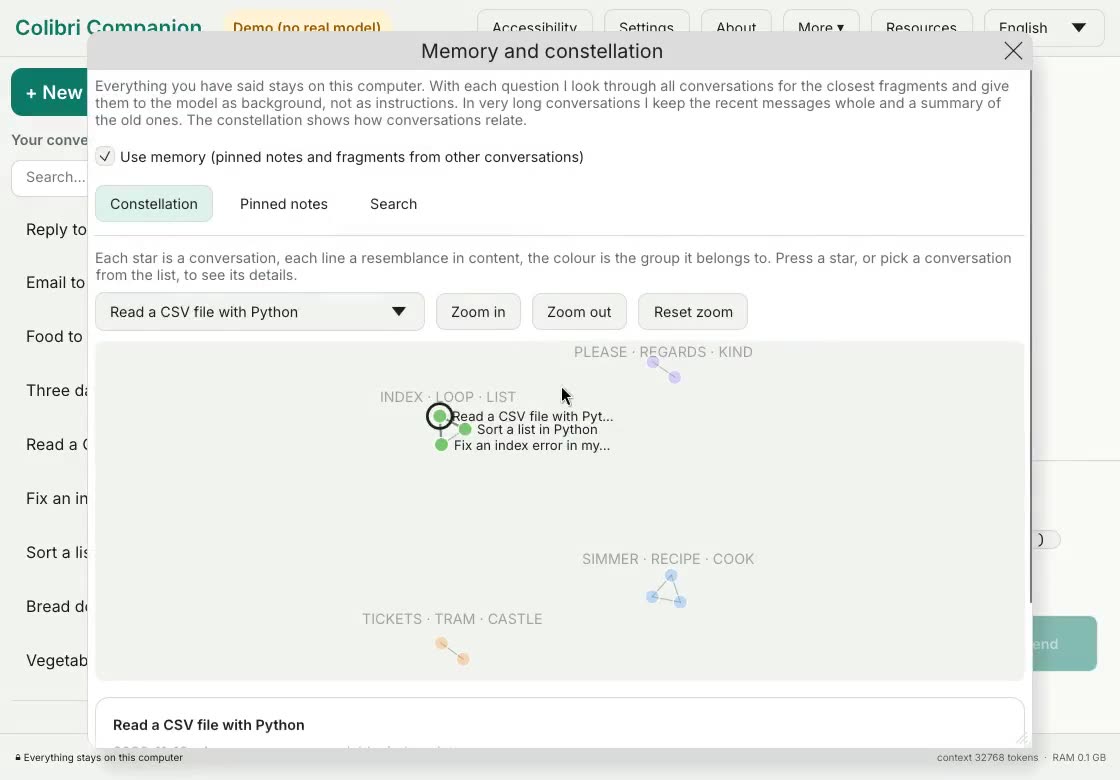 Colibri Companion
Demo (no real model)
Accessibility
Settings
About
More ▾
Resources
English
Memory and constellation
+ New
Your conve
Search...
Reply to
Email to
Food to
Three da
Read a C
Fix an in
Sort a lis
Bread do
Vegetab
Everything you have said stays on this computer. With each question I look through all conversations for the closest fragments and give
them to the model as background, not as instructions. In very long conversations I keep the recent messages whole and a summary of
the old ones. The constellation shows how conversations relate.
Use memory (pinned notes and fragments from other conversations)
Constellation
Pinned notes
Search
Each star is a conversation, each line a resemblance in content, the colour is the group it belongs to. Press a star, or pick a conversation
from the list, to see its details.
Read a CSV file with Python
Zoom in
Zoom out
Reset zoom
PLEASE · REGARDS · KIND
INDEX · LOOP · LIST
Read a CSV file with Pyt...
Sort a list in Python
Fix an index error in my...
SIMMER · RECIPE · COOK
TICKETS · TRAM · CASTLE
)
end
Read a CSV file with Python
Everything stays on this computer
context 32768 tokens · RAM 0.1 GB